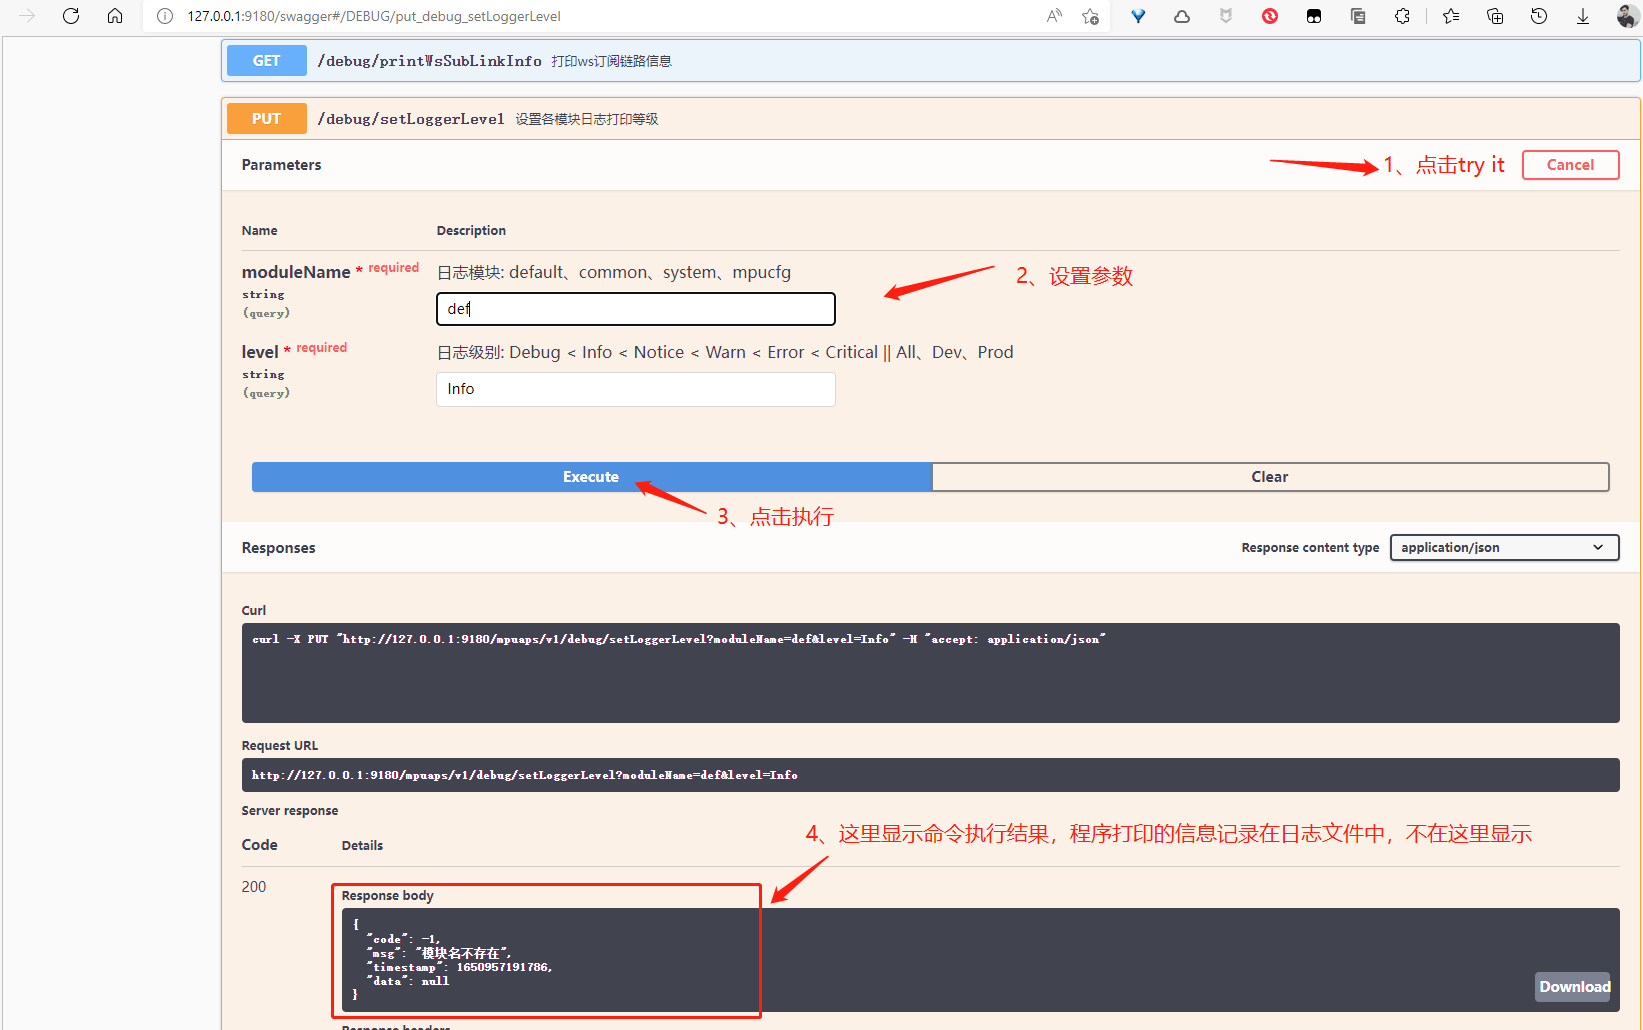 127.0.0.1:9180/swagger#/DEBUG/put_debug_setLoggerLevel
GET /debug/printWsSubLinkInfo 打印ws订阅链路信息
PUT /debug/setLoggerLevel 设置各模块日志打印等级
Parameters
1、点击try it
Cancel
Name Description
moduleName * required
string
(query)
日志模块: default、common、system、mpucfg
def
2、设置参数
level * required
string
(query)
日志级别: Debug < Info < Notice < Warn < Error < Critical || All、Dev、Prod
Info
Execute
Clear
3、点击执行
Responses
Response content type
application/json
Curl
curl -X PUT "http://127.0.0.1:9180/mpuaps/v1/debug/setLoggerLevel?moduleName=def&level=Info" -H "accept: application/json"
Request URL
http://127.0.0.1:9180/mpuaps/v1/debug/setLoggerLevel?moduleName=def&level=Info
Server response
4、这里显示命令执行结果，程序打印的信息记录在日志文件中，不在这里显示
Code Details
200
Response body
{
"code": -1,
"msg": "模块名不存在",
"timestamp": 1650957191786,
"data": null
}
Download
Response headers